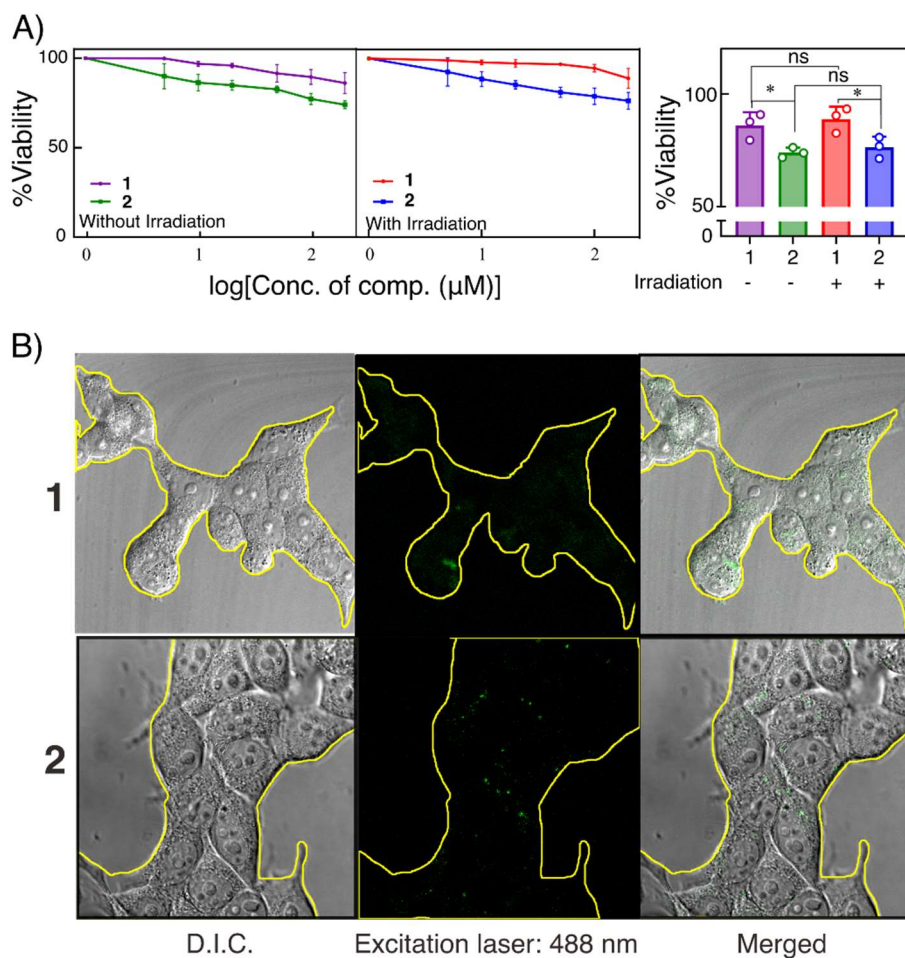 A)
%Viability
100
50
0
1
2
Without Irradiation
0
1
2
1
2
With Irradiation
0
1
2
log[Conc. of comp. (µM)]
%Viability
100
50
0
ns
ns
*
*
1 2 1 2
Irradiation - - + +
B)
1
2
D.I.C. Excitation laser: 488 nm Merged